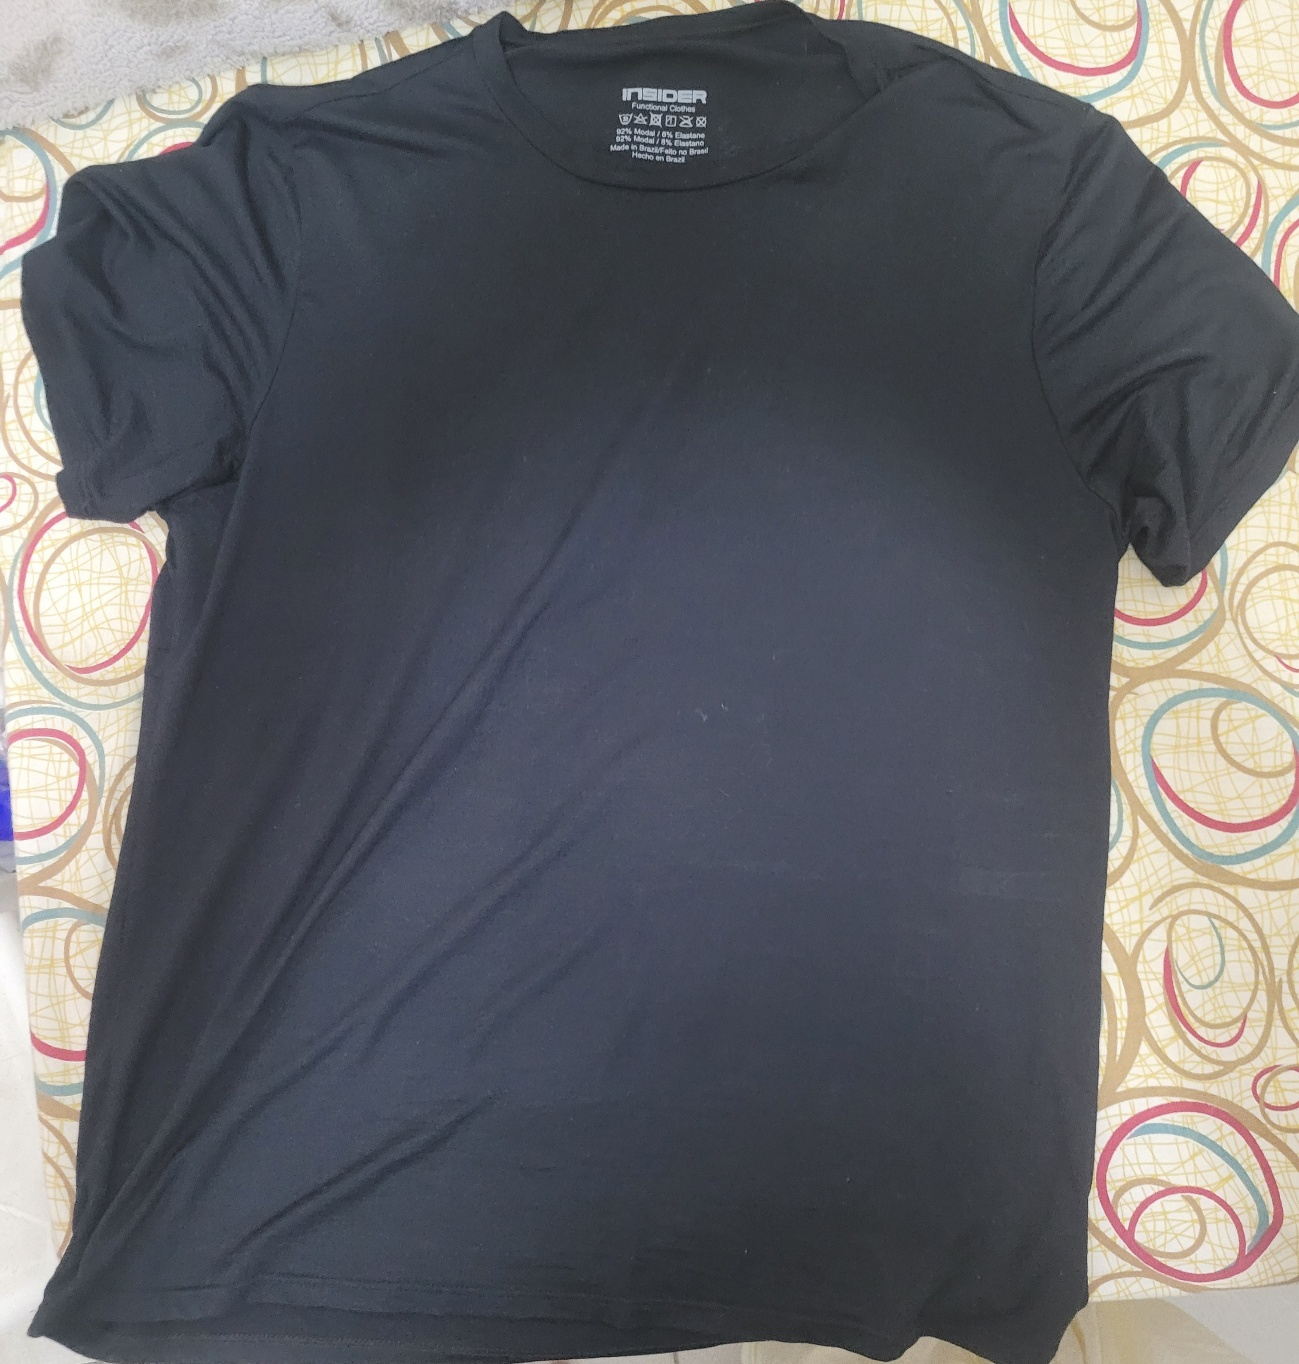 INSIDER
Functional Clothes
92% Modal / 8% Elastane
92% Modal / 8% Elastano
Made in Brazil/Feito no Brasil
Hecho en Brazil